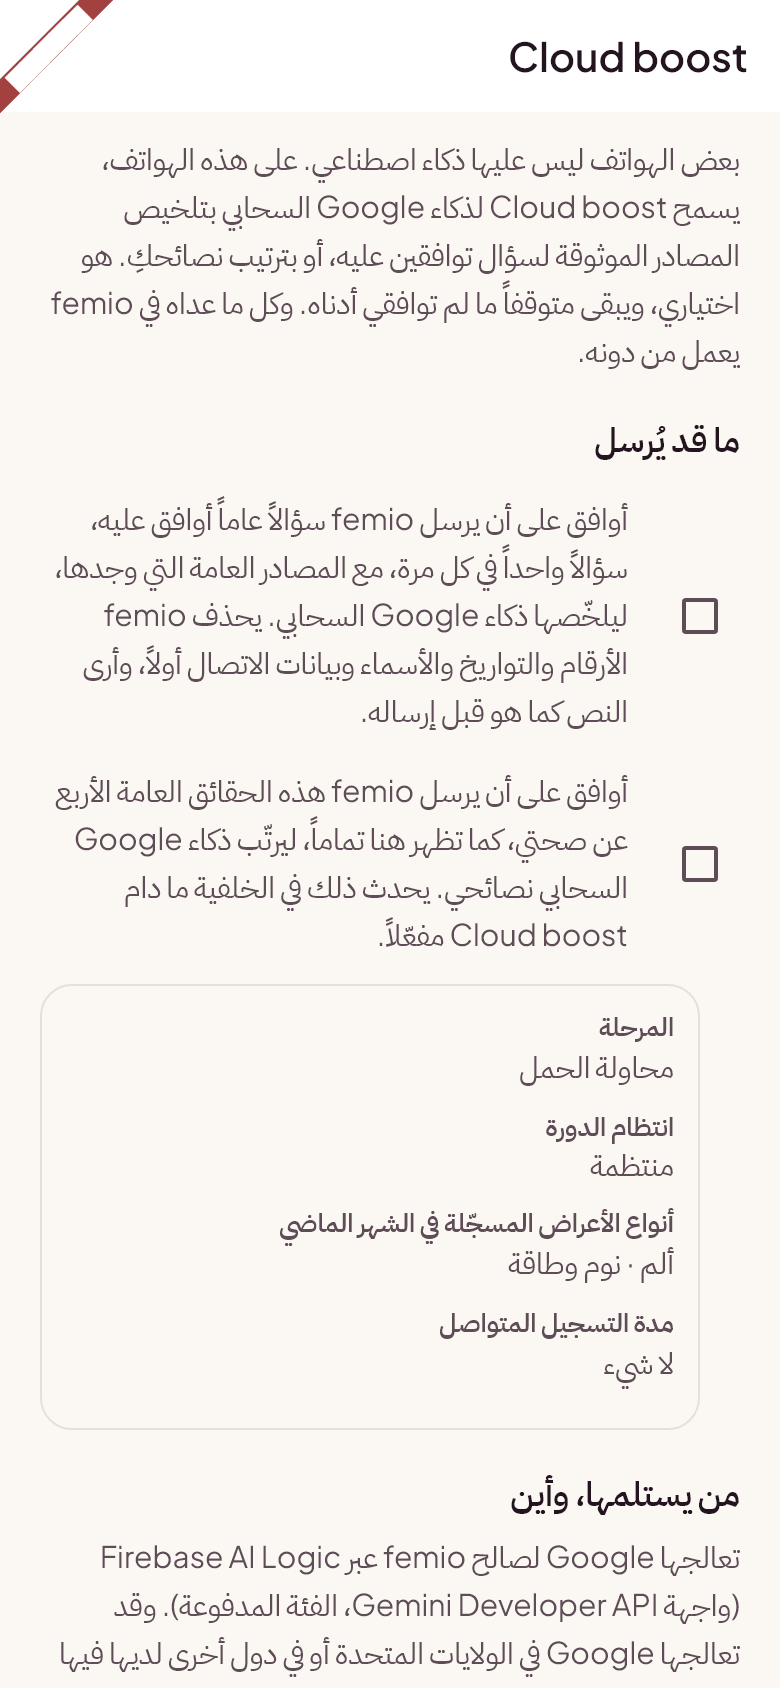 Cloud boost
بعض الهواتف ليس عليها ذكاء اصطناعي. على هذه الهواتف،
يسمح Cloud boost لذكاء Google السحابي بتلخيص
المصادر الموثوقة لسؤال توافقين عليه، أو بترتيب نصائحكِ. هو
اختياري، ويبقى متوقفاً ما لم توافقي أدناه. وكل ما عداه في femio
يعمل من دونه.
ما قد يُرسل
أوافق على أن يرسل femio سؤالاً عاماً أوافق عليه،
سؤالاً واحداً في كل مرة، مع المصادر العامة التي وجدها،
ليلخّصها ذكاء Google السحابي. يحذف femio
الأرقام والتواريخ والأسماء وبيانات الاتصال أولاً، وأرى
النص كما هو قبل إرساله.
أوافق على أن يرسل femio هذه الحقائق العامة الأربع
عن صحتي، كما تظهر هنا تماماً، ليرتّب ذكاء Google
السحابي نصائحي. يحدث ذلك في الخلفية ما دام
Cloud boost مفعّلاً.
المرحلة
محاولة الحمل
انتظام الدورة
منتظمة
أنواع الأعراض المسجّلة في الشهر الماضي
ألم · نوم وطاقة
مدة التسجيل المتواصل
لا شيء
من يستلمها، وأين
تعالجها Google لصالح femio عبر Firebase AI Logic
(واجهة Gemini Developer API، الفئة المدفوعة). وقد
تعالجها Google في الولايات المتحدة أو في دول أخرى لديها فيها